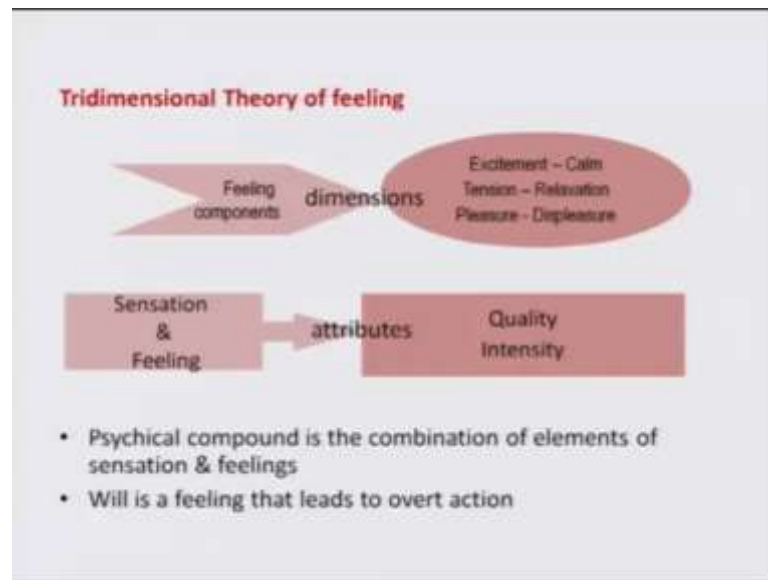 Tridimensional Theory of feeling
Feeling
components
dimensions
Excitement – Calm
Tension – Relaxation
Pleasure - Displeasure
Sensation
&
Feeling
attributes
Quality
Intensity
• Psychical compound is the combination of elements of
sensation & feelings
• Will is a feeling that leads to overt action